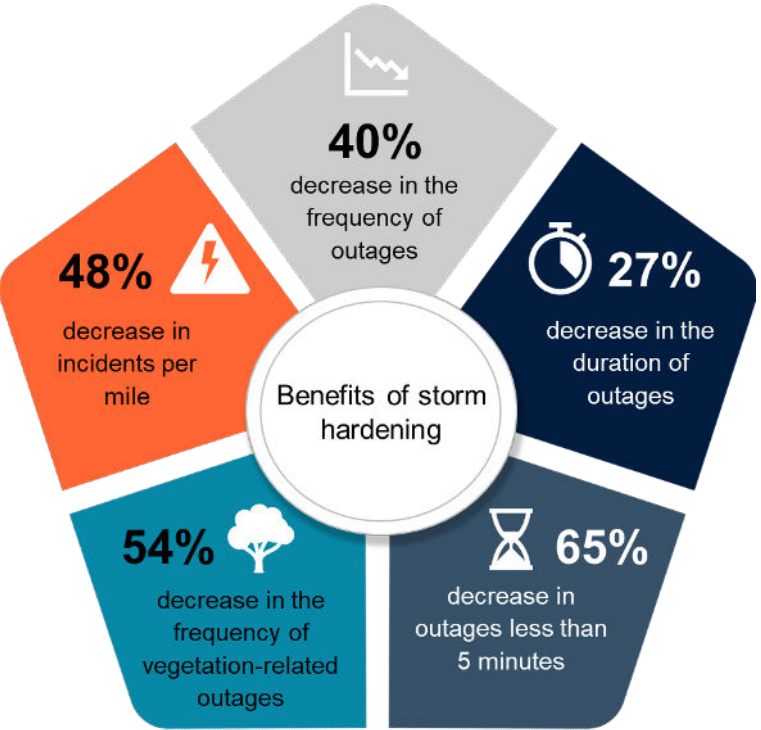 40%
decrease in the
frequency of
outages
27%
decrease in the
duration of
outages
65%
decrease in
outages less than
5 minutes
54%
decrease in the
frequency of
vegetation-related
outages
48%
decrease in
incidents per
mile
Benefits of storm
hardening